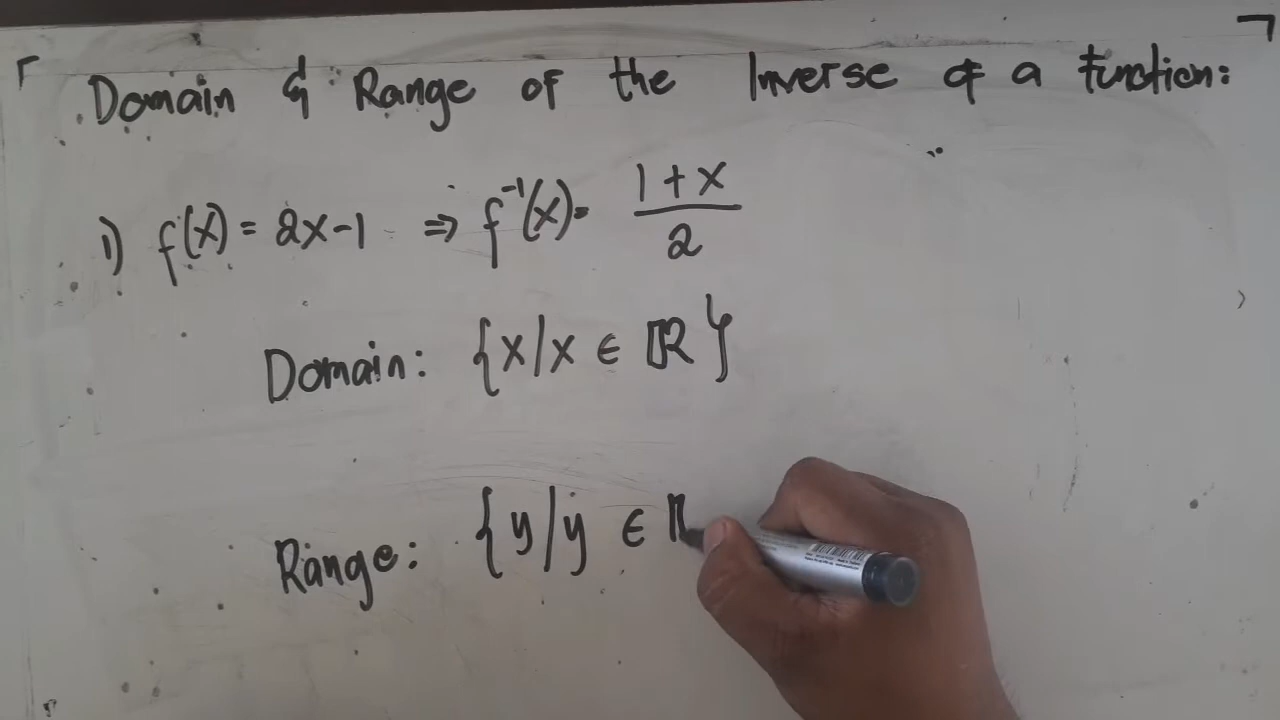 Domain & Range of the Inverse of a function:
1) f(x) = 2x-1 ⇒ f⁻¹(x) = 1+x / 2
Domain: {x/x ∈ ℝ}
Range: {y/y ∈ ℝ